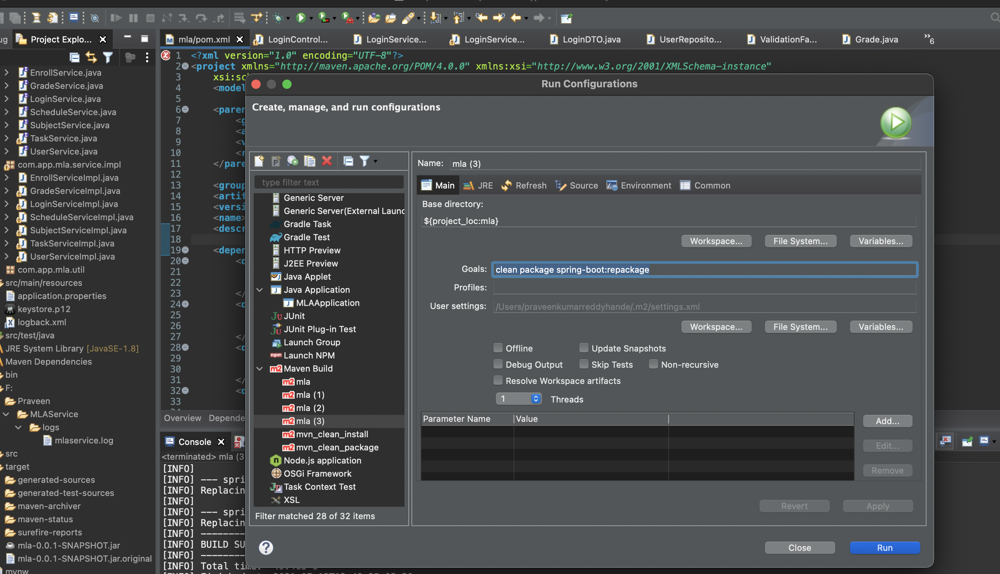 ug
Project Explo...
EnrollService.java
GradeService.java
LoginService.java
ScheduleService.java
SubjectService.java
TaskService.java
UserService.java
com.app.mla.service.impl
EnrollServiceImpl.java
GradeServiceImpl.java
LoginServiceImpl.java
ScheduleServiceImpl.java
SubjectServiceImpl.java
TaskServiceImpl.java
UserServiceImpl.java
com.app.mla.util
src/main/resources
application.properties
keystore.p12
logback.xml
src/test/java
JRE System Library [JavaSE-1.8]
Maven Dependencies
bin
F:
Praveen
MLAService
logs
mlaservice.log
src
target
generated-sources
generated-test-sources
maven-archiver
maven-status
surefire-reports
mla-0.0.1-SNAPSHOT.jar
mla-0.0.1-SNAPSHOT.jar.original
mvnw
mla/pom.xml
LoginControl...
LoginService...
LoginService...
LoginDTO.java
UserReposito...
ValidationFa...
Grade.java
»6
1 <?xml version="1.0" encoding="UTF-8"?>
2 <project xmlns="http://maven.apache.org/POM/4.0.0" xmlns:xsi="http://www.w3.org/2001/XMLSchema-instance"
3 xsi:sc
4 <model
5
6 <paren
7 <g
8 <a
9 <v
10 <r
11 </pare
12
13 <group
14 <artif
15 <versi
16 <name>
17 <descr
18
19 <depen
20 <d
21
22
23 </
24 <d
25
26
27 </
28 <d
29
30
31 </
32 <d
33
Overview Depende
Console
<terminated> mla (3
[INFO]
[INFO] --- spri
[INFO] Replacin
[INFO]
[INFO] --- spri
[INFO] Replacin
[INFO] --------
[INFO] BUILD SU
[INFO] --------
[INFO] Total tim
Run Configurations
Create, manage, and run configurations
type filter text
Generic Server
Generic Server(External Launc
Gradle Task
Gradle Test
HTTP Preview
J2EE Preview
Java Applet
Java Application
MLAApplication
JUnit
JUnit Plug-in Test
Launch Group
Launch NPM
Maven Build
m2 mla
m2 mla (1)
m2 mla (2)
m2 mla (3)
m2 mvn_clean_install
m2 mvn_clean_package
Node.js application
OSGi Framework
Task Context Test
XSL
Filter matched 28 of 32 items
Name: mla (3)
Main JRE Refresh Source Environment Common
Base directory:
${project_loc:mla}
Workspace... File System... Variables...
Goals: clean package spring-boot:repackage
Profiles:
User settings: /Users/praveenkumarreddyhande/.m2/settings.xml
Workspace... File System... Variables...
Offline Update Snapshots
Debug Output Skip Tests Non-recursive
Resolve Workspace artifacts
1 Threads
Parameter Name Value
Add...
Edit...
Remove
Revert Apply
Close Run